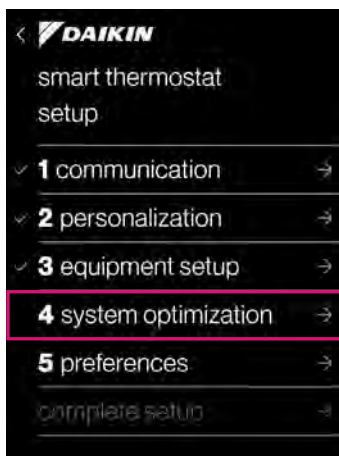 DAIKIN
smart thermostat
setup
1 communication
2 personalization
3 equipment setup
4 system optimization
5 preferences
complete setup